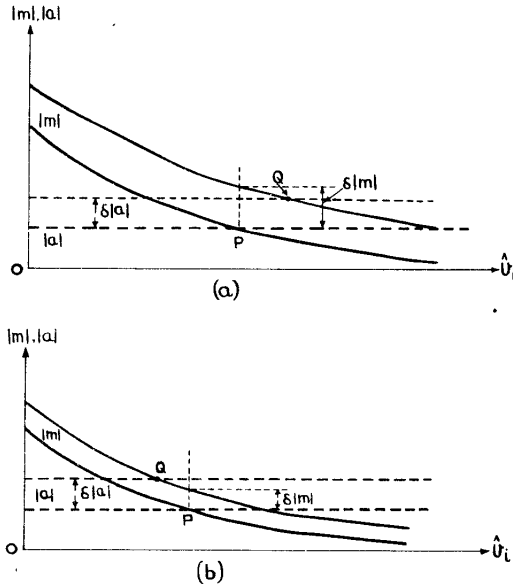 |m|,|a|
|m|
Q
δ|m|
δ|a|
|a|
P
O
v̂ᵢ
(a)
|m|,|a|
|m|
Q
|a|
δ|a|
δ|m|
P
O
v̂ᵢ
(b)